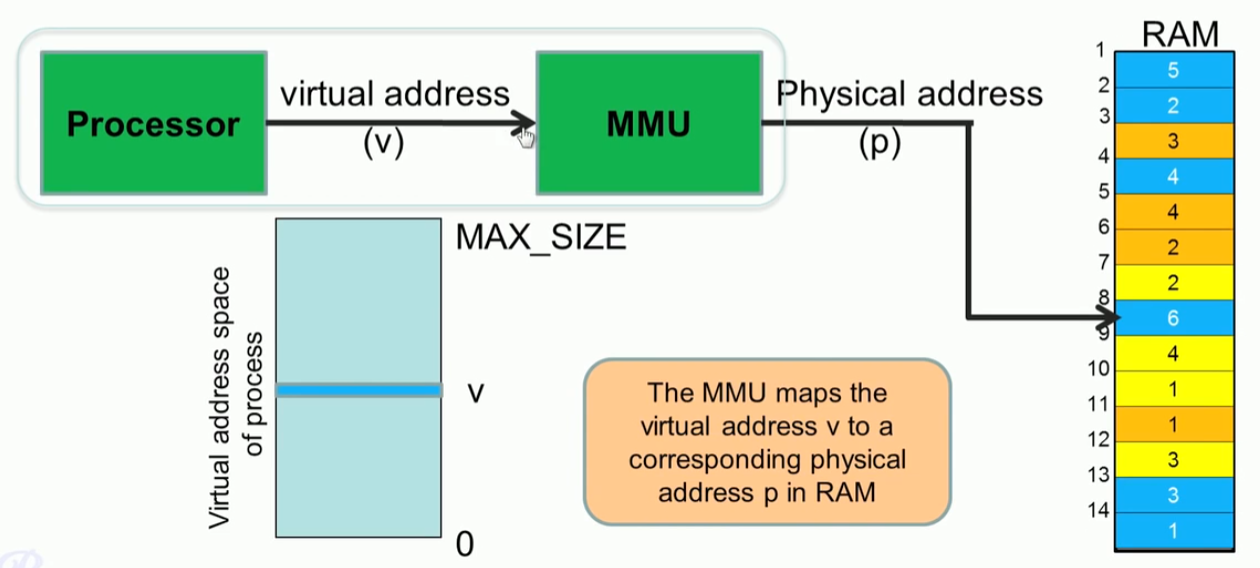 Processor
virtual address
(v)
MMU
Physical address
(p)
RAM
1
5
2
2
3
3
4
4
5
4
6
2
7
2
8
6
9
4
10
1
11
1
12
3
13
3
14
1
Virtual address space
of process
MAX_SIZE
v
0
The MMU maps the
virtual address v to a
corresponding physical
address p in RAM